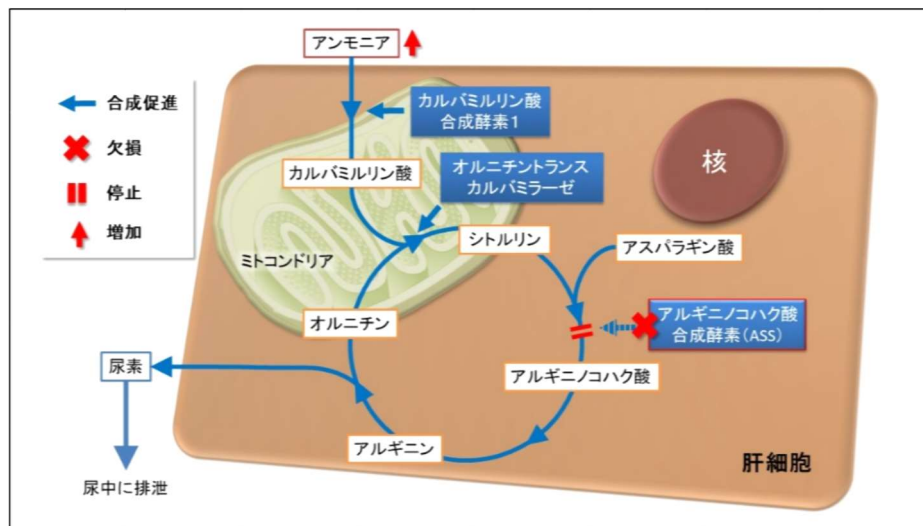 アンモニア
合成促進
欠損
停止
増加
カルバミルリン酸
合成酵素1
核
オルニチントランス
カルバミラーゼ
カルバミルリン酸
シトルリン
アスパラギン酸
ミトコンドリア
オルニチン
アルギニノコハク酸
合成酵素(ASS)
尿素
アルギニノコハク酸
アルギニン
肝細胞
尿中に排泄